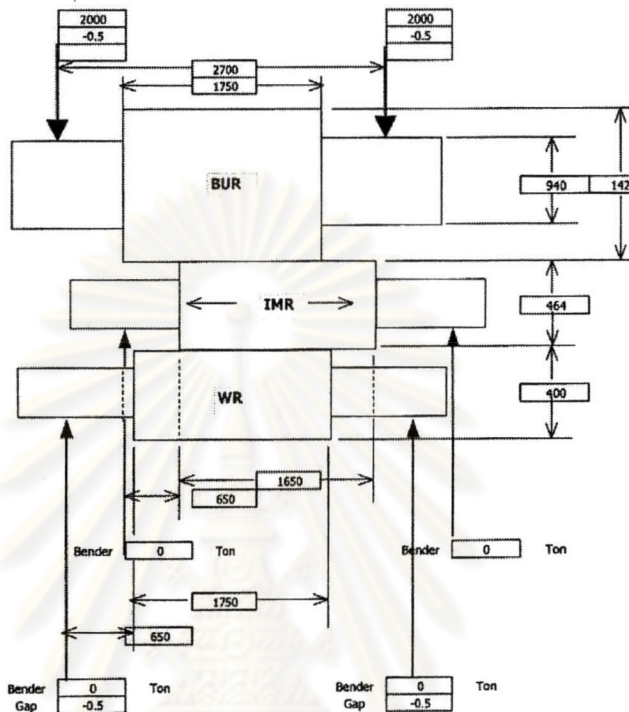 2000 2000
-0.5 -0.5
2700
1750
BUR
940 142
IMR
464
WR
400
1650
650
Bender 0 Ton Bender 0 Ton
1750
650
Bender 0 Ton Bender 0 Ton
Gap -0.5 Gap -0.5